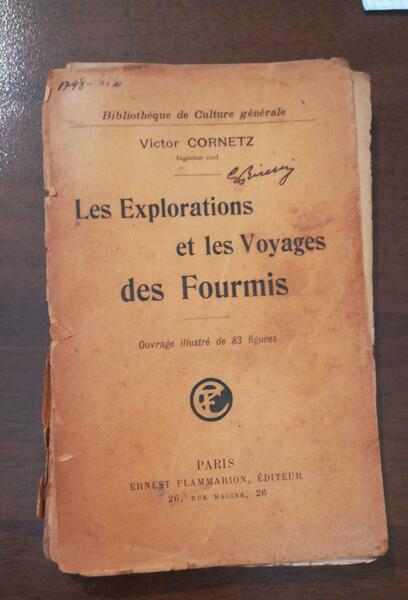 Bibliothèque de Culture générale
Victor CORNETZ
Ingénieur civil
Les Explorations
et les Voyages
des Fourmis
Ouvrage illustré de 83 figures
PARIS
ERNEST FLAMMARION, ÉDITEUR
26, RUE RACINE, 26